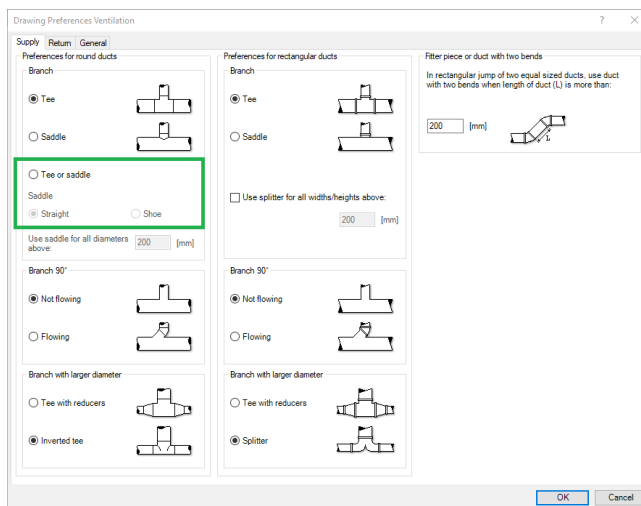 Drawing Preferences Ventilation
?
Supply Return General
Preferences for round ducts
Branch
Tee
Saddle
Tee or saddle
Saddle
Straight Shoe
Use saddle for all diameters
above: 200 [mm]
Branch 90°
Not flowing
Flowing
Branch with larger diameter
Tee with reducers
Inverted tee
Preferences for rectangular ducts
Branch
Tee
Saddle
Use splitter for all widths/heights above:
200 [mm]
Branch 90°
Not flowing
Flowing
Branch with larger diameter
Tee with reducers
Splitter
Fitter piece or duct with two bends
In rectangular jump of two equal sized ducts, use duct
with two bends when length of duct (L) is more than:
200 [mm]
L
OK Cancel